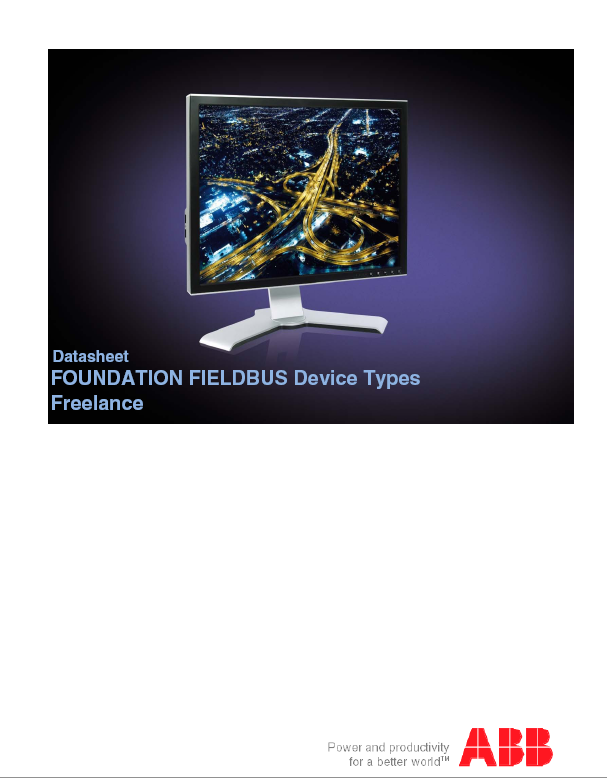 Datasheet
FOUNDATION FIELDBUS Device Types
Freelance
Power and productivity
for a better world™
ABB